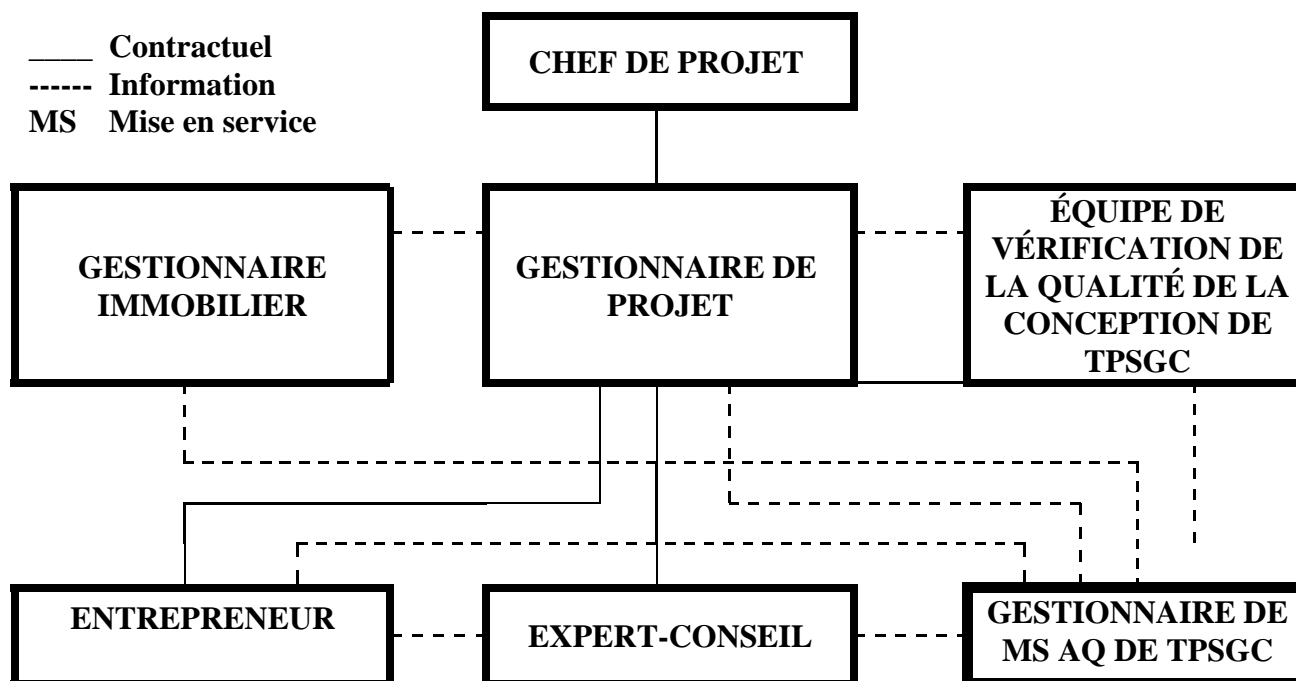 ____ Contractuel
------ Information
MS Mise en service
CHEF DE PROJET
GESTIONNAIRE
IMMOBILIER
GESTIONNAIRE DE
PROJET
ÉQUIPE DE
VÉRIFICATION DE
LA QUALITÉ DE LA
CONCEPTION DE
TPSGC
ENTREPRENEUR
EXPERT-CONSEIL
GESTIONNAIRE DE
MS AQ DE TPSGC